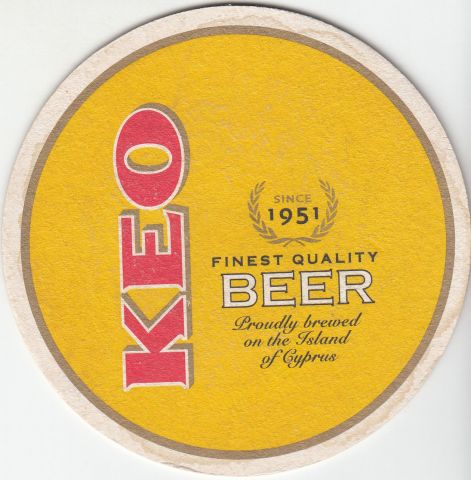 KEO
SINCE
1951
FINEST QUALITY
BEER
Proudly brewed
on the Island
of Cyprus